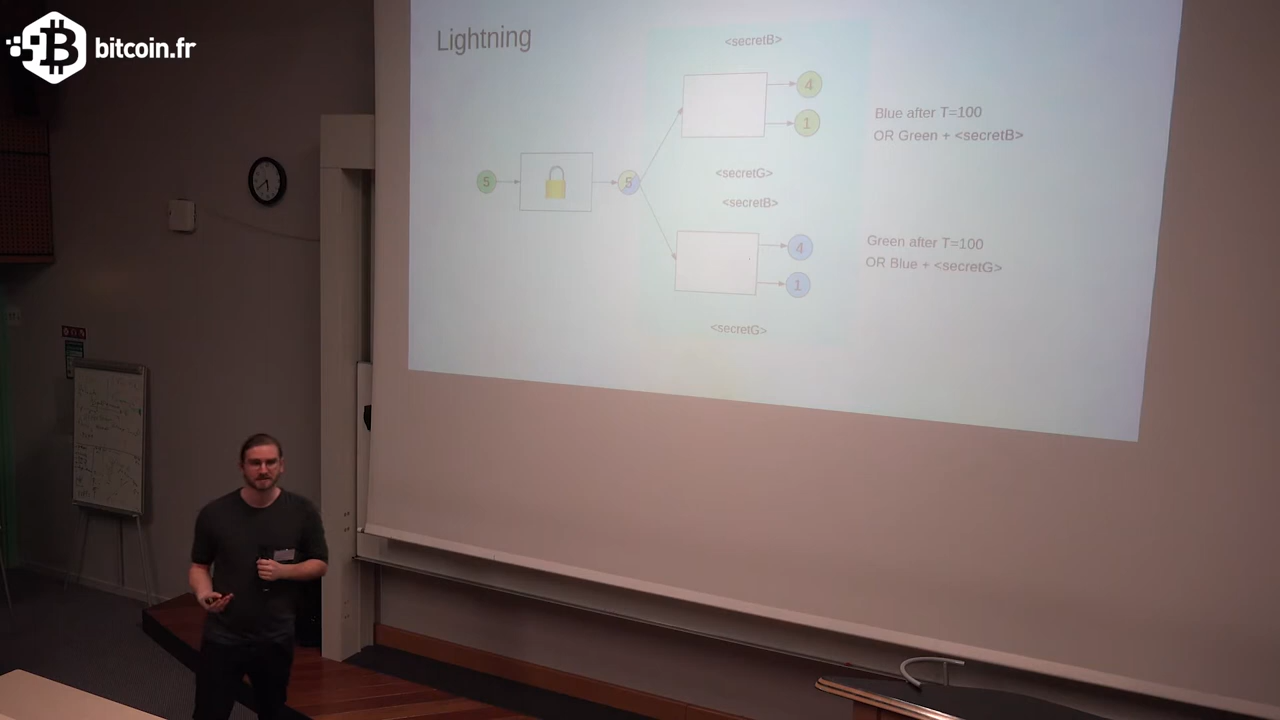 bitcoin.fr
Lightning
<secretB>
4
1
Blue after T=100
OR Green + <secretB>
<secretG>
5
5
<secretB>
4
1
Green after T=100
OR Blue + <secretG>
<secretG>